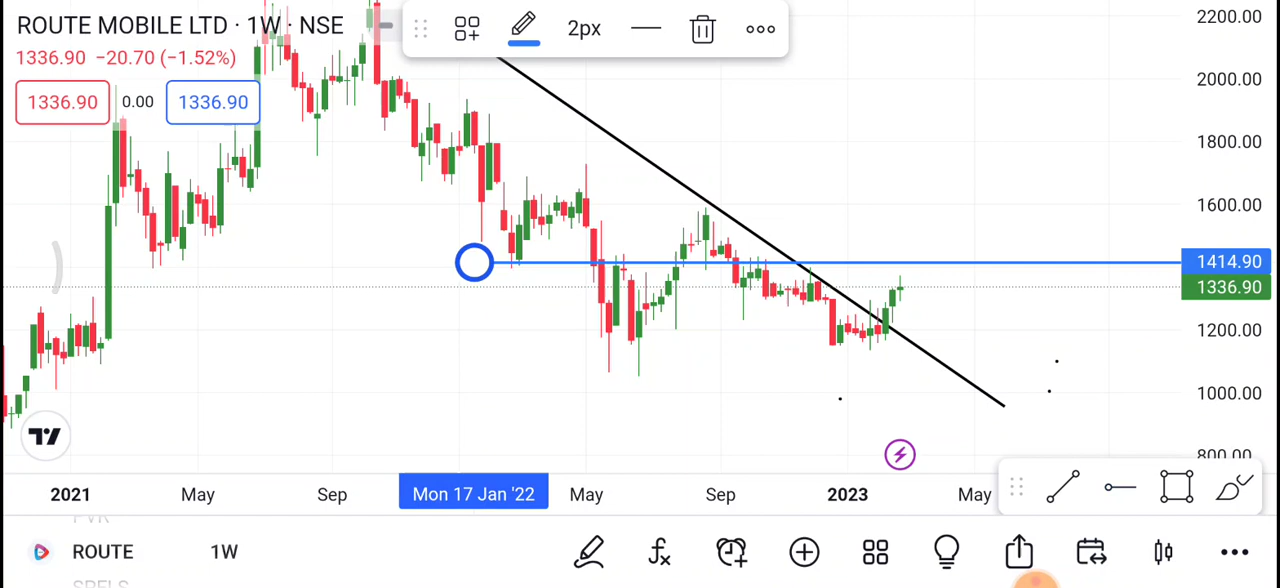 ROUTE MOBILE LTD · 1W · NSE
2px
2200.00
1336.90 −20.70 (−1.52%)
1336.90 0.00 1336.90
2000.00
1800.00
1600.00
1414.90
1336.90
1200.00
1000.00
800.00
2021 May Sep Mon 17 Jan '22 May Sep 2023 May
PVR
ROUTE 1W
SRFLS